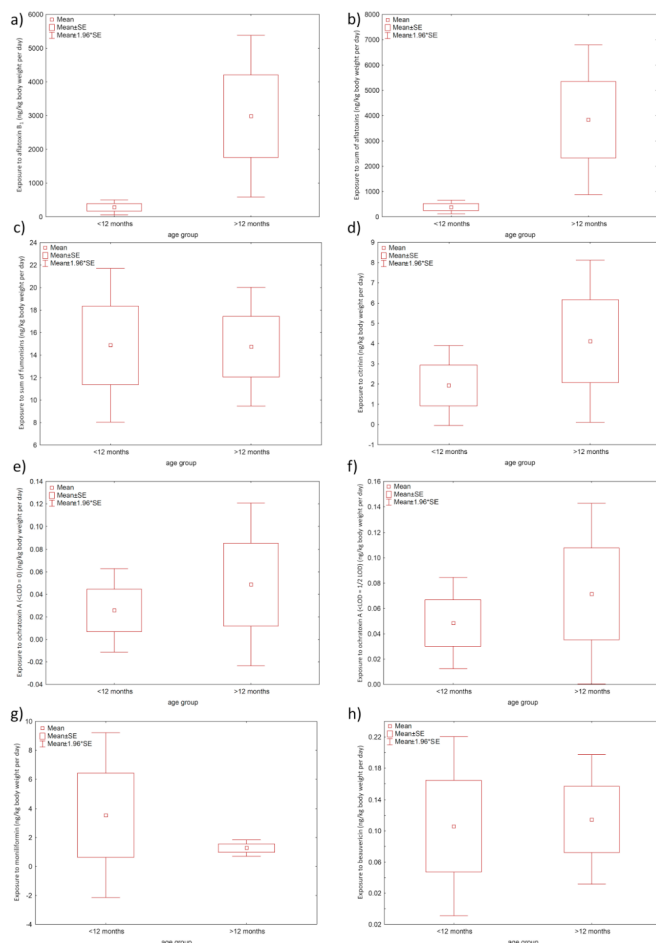 a)
Mean
Mean±SE
Mean±1.96*SE
Exposure to aflatoxin B₁ (ng/kg body weight per day)
6000
5000
4000
3000
2000
1000
0
<12 months
>12 months
age group
b)
Mean
Mean±SE
Mean±1.96*SE
Exposure to sum of aflatoxins (ng/kg body weight per day)
8000
7000
6000
5000
4000
3000
2000
1000
0
<12 months
>12 months
age group
c)
Mean
Mean±SE
Mean±1.96*SE
Exposure to sum of fumonisins (ng/kg body weight per day)
24
22
20
18
16
14
12
10
8
6
<12 months
>12 months
age group
d)
Mean
Mean±SE
Mean±1.96*SE
Exposure to citrinin (ng/kg body weight per day)
9
8
7
6
5
4
3
2
1
0
-1
<12 months
>12 months
age group
e)
Mean
Mean±SE
Mean±1.96*SE
Exposure to ochratoxin A (<LOD = 0) (ng/kg body weight per day)
0.14
0.12
0.10
0.08
0.06
0.04
0.02
0.00
-0.02
-0.04
<12 months
>12 months
age group
f)
Mean
Mean±SE
Mean±1.96*SE
Exposure to ochratoxin A (<LOD = 1/2 LOD) (ng/kg body weight per day)
0.16
0.14
0.12
0.10
0.08
0.06
0.04
0.02
0.00
<12 months
>12 months
age group
g)
Mean
Mean±SE
Mean±1.96*SE
Exposure to moniliformin (ng/kg body weight per day)
10
8
6
4
2
0
-2
-4
<12 months
>12 months
age group
h)
Mean
Mean±SE
Mean±1.96*SE
Exposure to beauvericin (ng/kg body weight per day)
0.22
0.18
0.14
0.10
0.06
0.02
0.02
<12 months
>12 months
age group